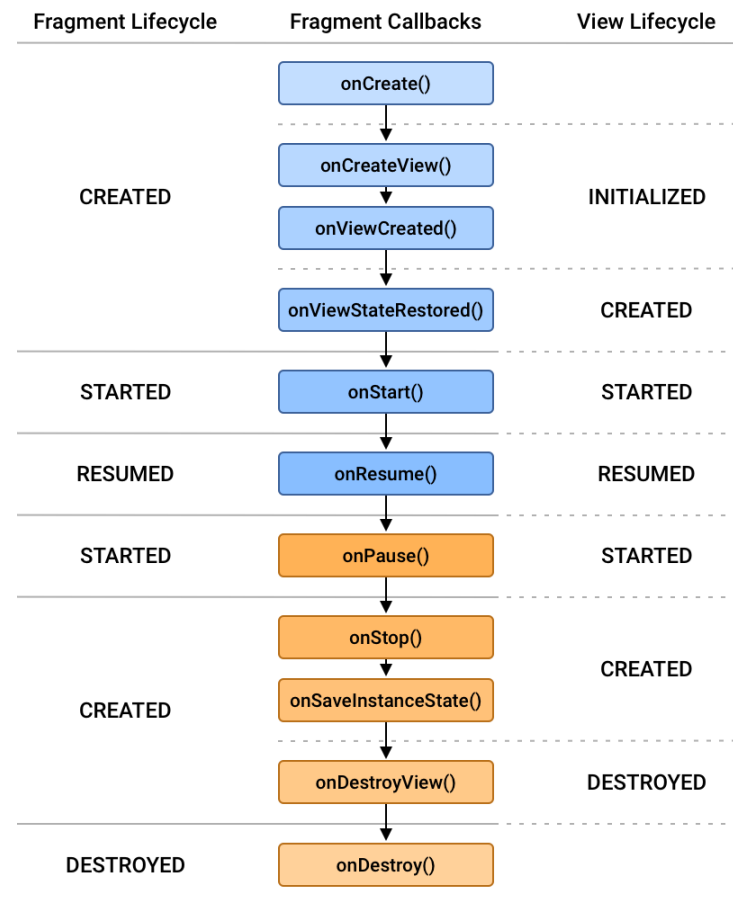 Fragment Lifecycle Fragment Callbacks View Lifecycle
onCreate()
onCreateView()
CREATED INITIALIZED
onViewCreated()
onViewStateRestored() CREATED
STARTED onStart() STARTED
RESUMED onResume() RESUMED
STARTED onPause() STARTED
onStop()
CREATED
onSaveInstanceState()
CREATED
onDestroyView() DESTROYED
DESTROYED onDestroy()